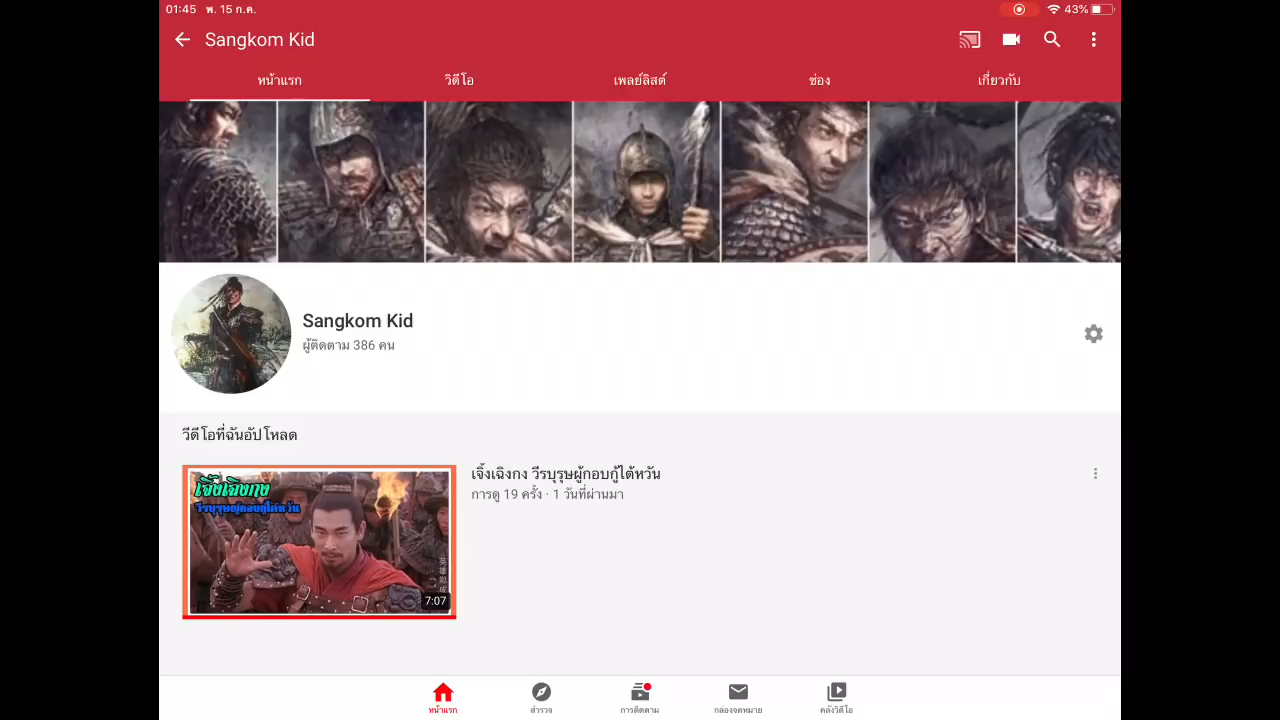 01:45 พ. 15 ก.ค. 43%
Sangkom Kid
หน้าแรก วิดีโอ เพลย์ลิสต์ ช่อง เกี่ยวกับ
Sangkom Kid
ผู้ติดตาม 386 คน
วีดีโอที่ฉันอัปโหลด
เจิ้งเฉิงกง
วีรบุรุษผู้กอบกู้ไต้หวัน
英雄郑成
7:07
เจิ้งเฉิงกง วีรบุรุษผู้กอบกู้ไต้หวัน
การดู 19 ครั้ง · 1 วันที่ผ่านมา
หน้าแรก สำรวจ การติดตาม กล่องจดหมาย คลังวิดีโอ